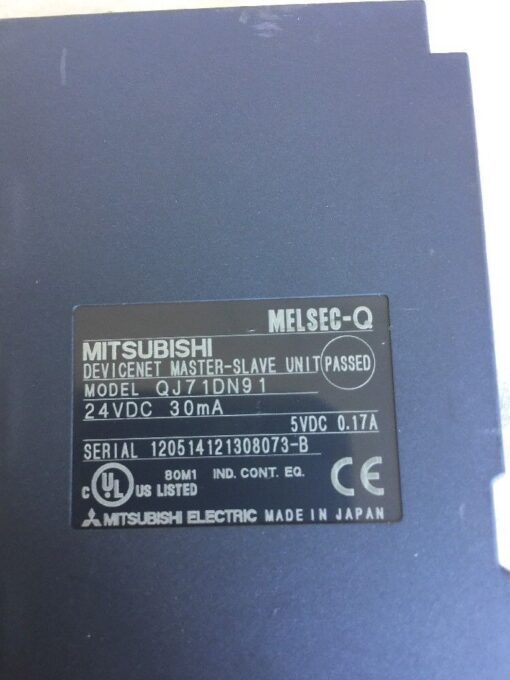 MELSEC-Q
MITSUBISHI
DEVICENET MASTER-SLAVE UNIT PASSED
MODEL QJ71DN91
24VDC 30mA
5VDC 0.17A
SERIAL 120514121308073-B
80M1 IND. CONT. EQ.
C UL US LISTED CE
MITSUBISHI ELECTRIC MADE IN JAPAN